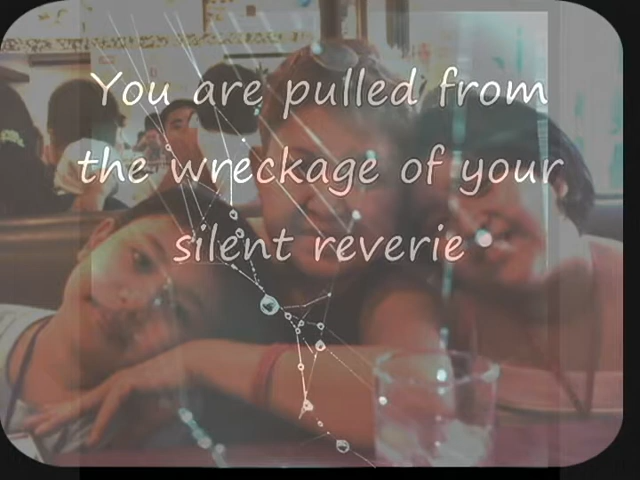 You are pulled from
the wreckage of your
silent reverie